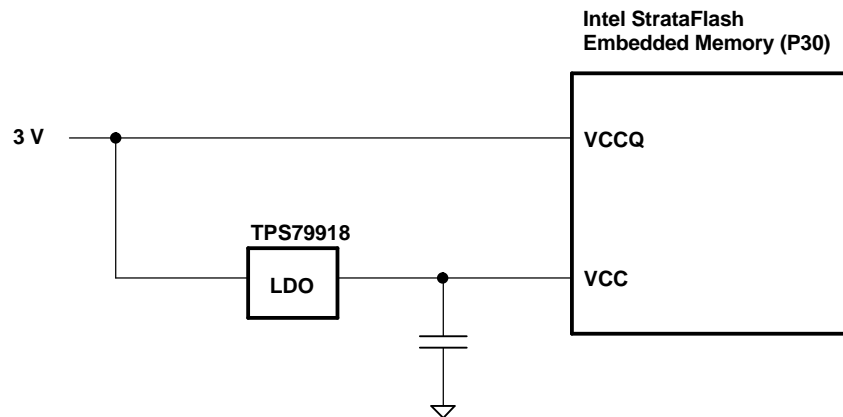 Intel StrataFlash
Embedded Memory (P30)
3 V
VCCQ
TPS79918
LDO
VCC